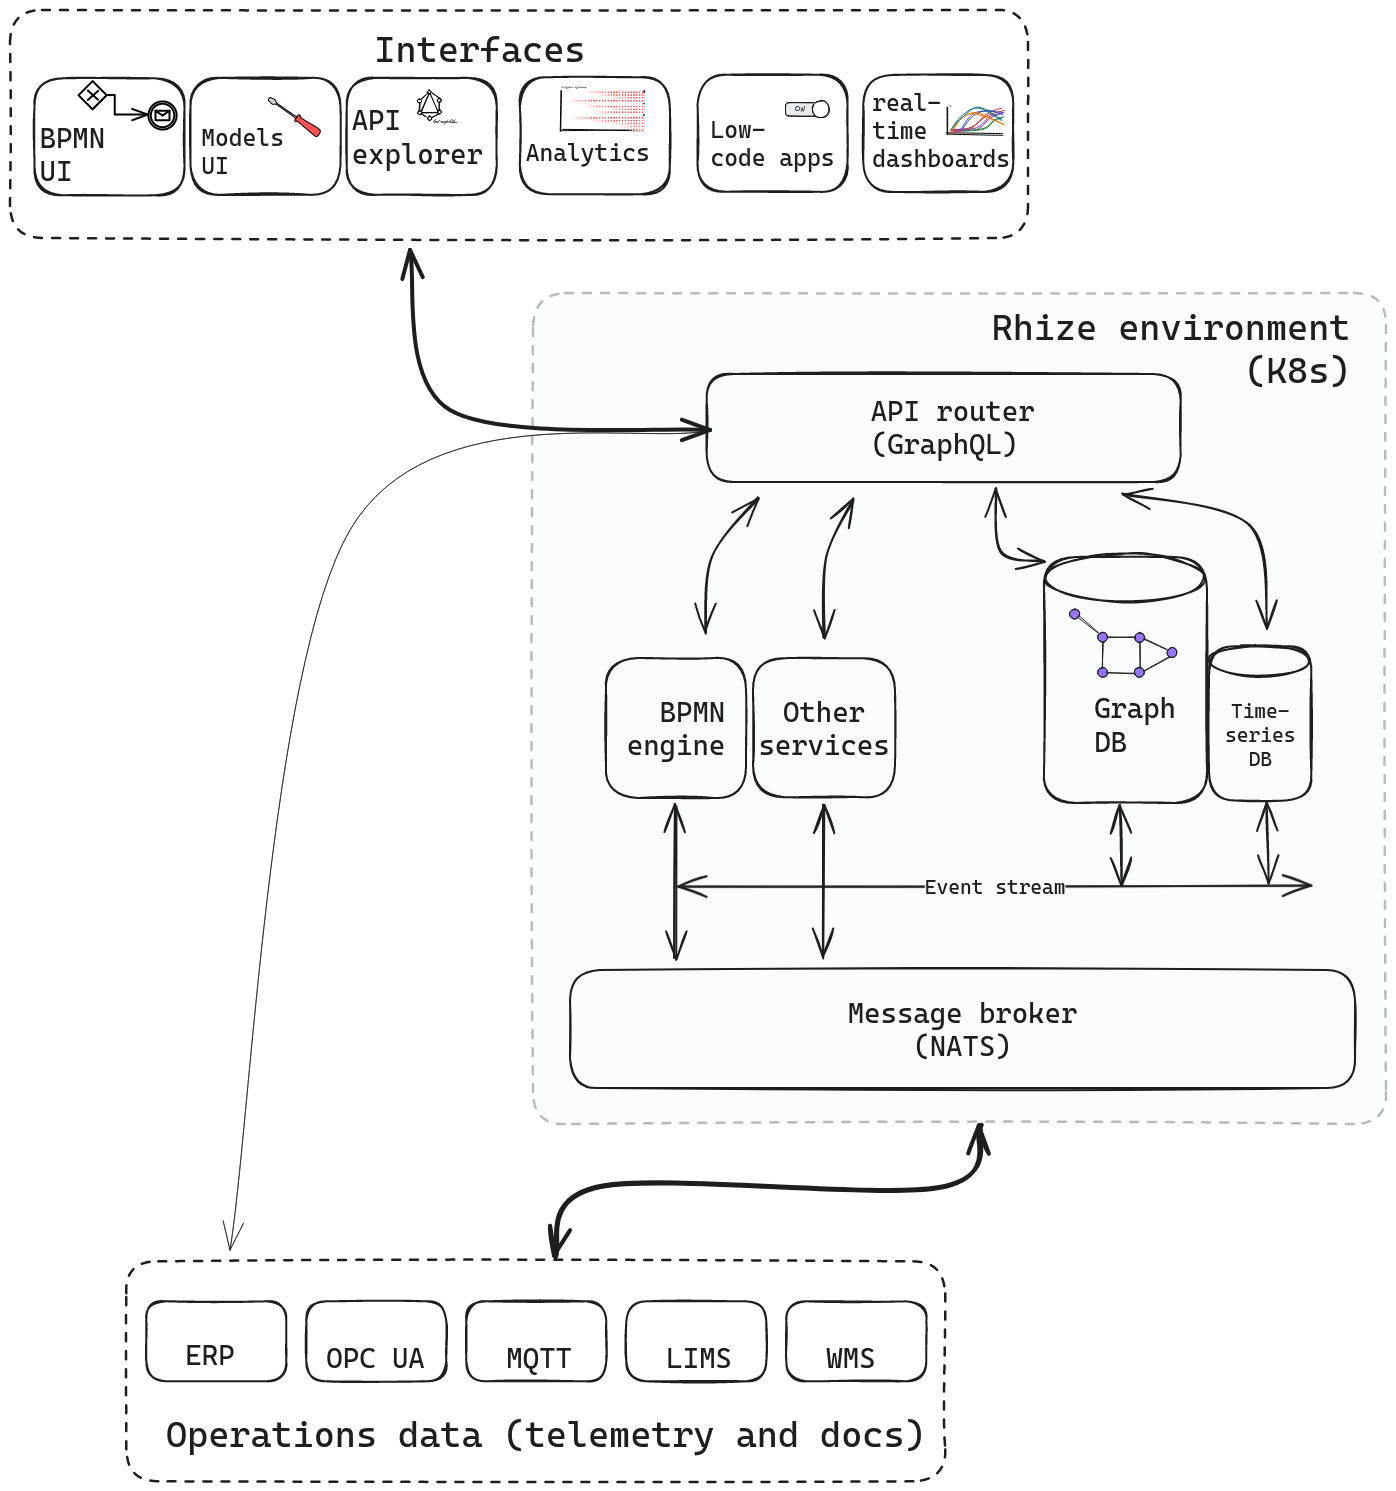 Interfaces
BPMN
UI
Models
UI
API
explorer
Analytics
Low-
code apps
ON
real-
time
dashboards
Rhize environment
(K8s)
API router
(GraphQL)
BPMN
engine
Other
services
Graph
DB
Time-
series
DB
Event stream
Message broker
(NATS)
ERP
OPC UA
MQTT
LIMS
WMS
Operations data (telemetry and docs)